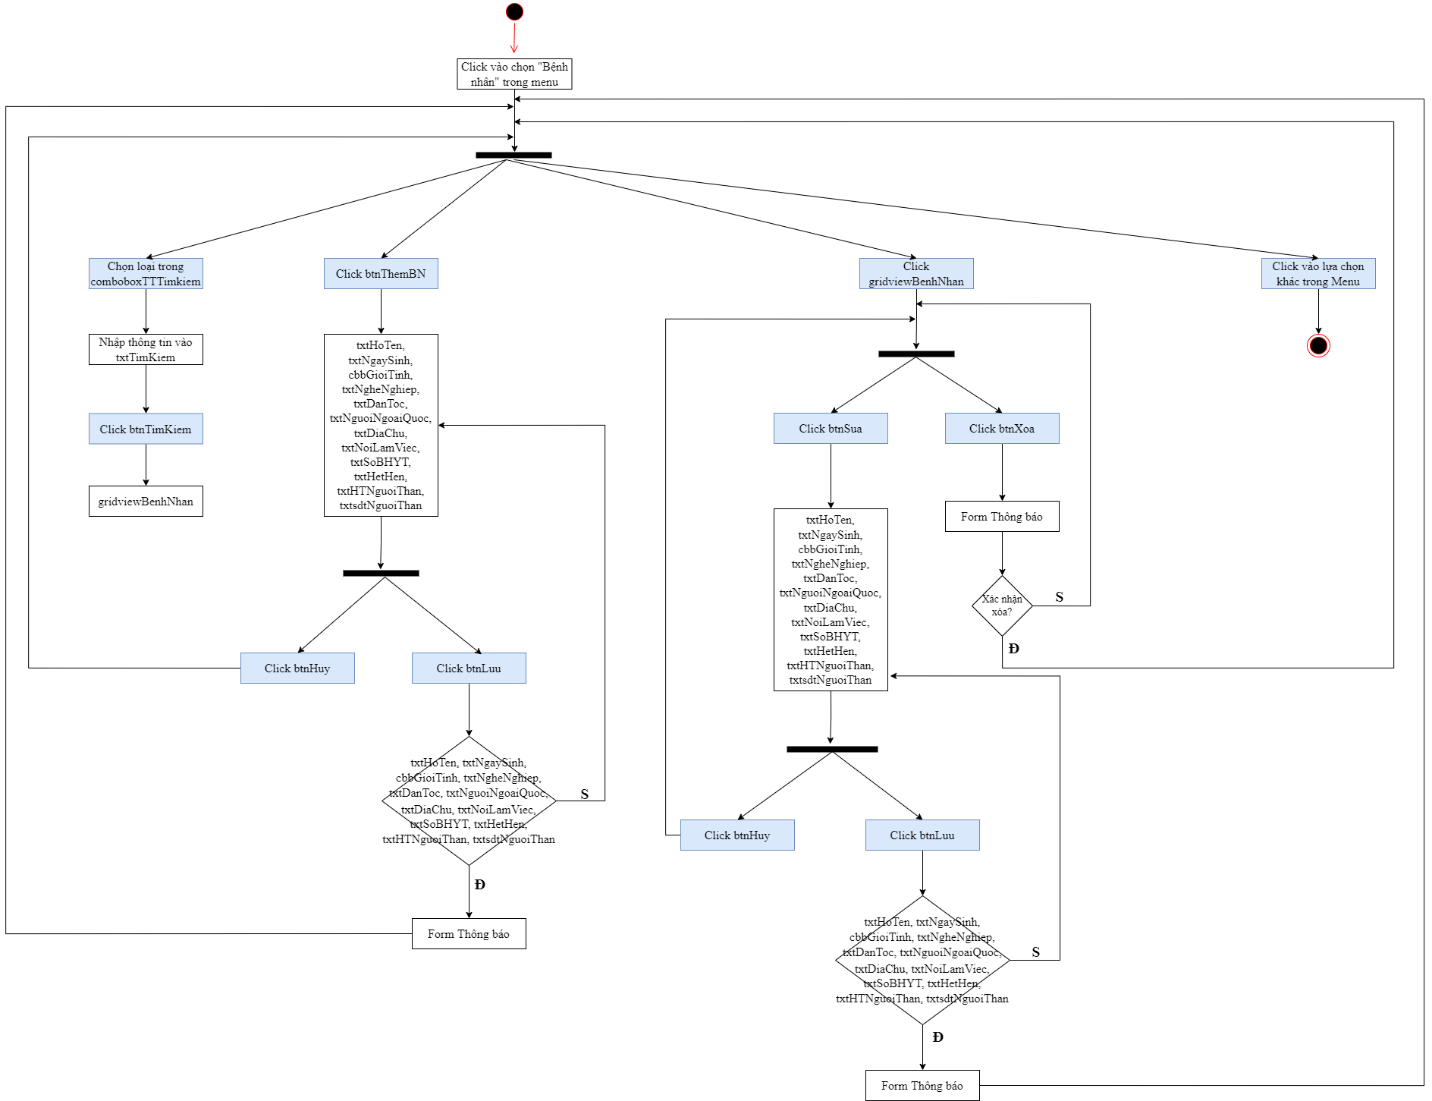 Click vào chọn "Bệnh
nhân" trong menu
Chọn loại trong
comboboxTTTimkiem
Click btnThemBN
Click
gridviewBenhNhan
Click vào lựa chọn
khác trong Menu
Nhập thông tin vào
txtTimKiem
Click btnTimKiem
gridviewBenhNhan
txtHoTen,
txtNgaySinh,
cbbGioiTinh,
txtNgheNghiep,
txtDanToc,
txtNguoiNgoaiQuoc,
txtDiaChu,
txtNoiLamViec,
txtSoBHYT,
txtHetHen,
txtHTNguoiThan,
txtsdtNguoiThan
Click btnHuy
Click btnLuu
txtHoTen, txtNgaySinh,
cbbGioiTinh, txtNgheNghiep,
txtDanToc, txtNguoiNgoaiQuoc,
txtDiaChu, txtNoiLamViec,
txtSoBHYT, txtHetHen,
txtHTNguoiThan, txtsdtNguoiThan
S
Đ
Form Thông báo
Click btnSua
Click btnXoa
txtHoTen,
txtNgaySinh,
cbbGioiTinh,
txtNgheNghiep,
txtDanToc,
txtNguoiNgoaiQuoc,
txtDiaChu,
txtNoiLamViec,
txtSoBHYT,
txtHetHen,
txtHTNguoiThan,
txtsdtNguoiThan
Form Thông báo
Xác nhận
xóa?
S
Đ
Click btnHuy
Click btnLuu
txtHoTen, txtNgaySinh,
cbbGioiTinh, txtNgheNghiep,
txtDanToc, txtNguoiNgoaiQuoc,
txtDiaChu, txtNoiLamViec,
txtSoBHYT, txtHetHen,
txtHTNguoiThan, txtsdtNguoiThan
S
Đ
Form Thông báo